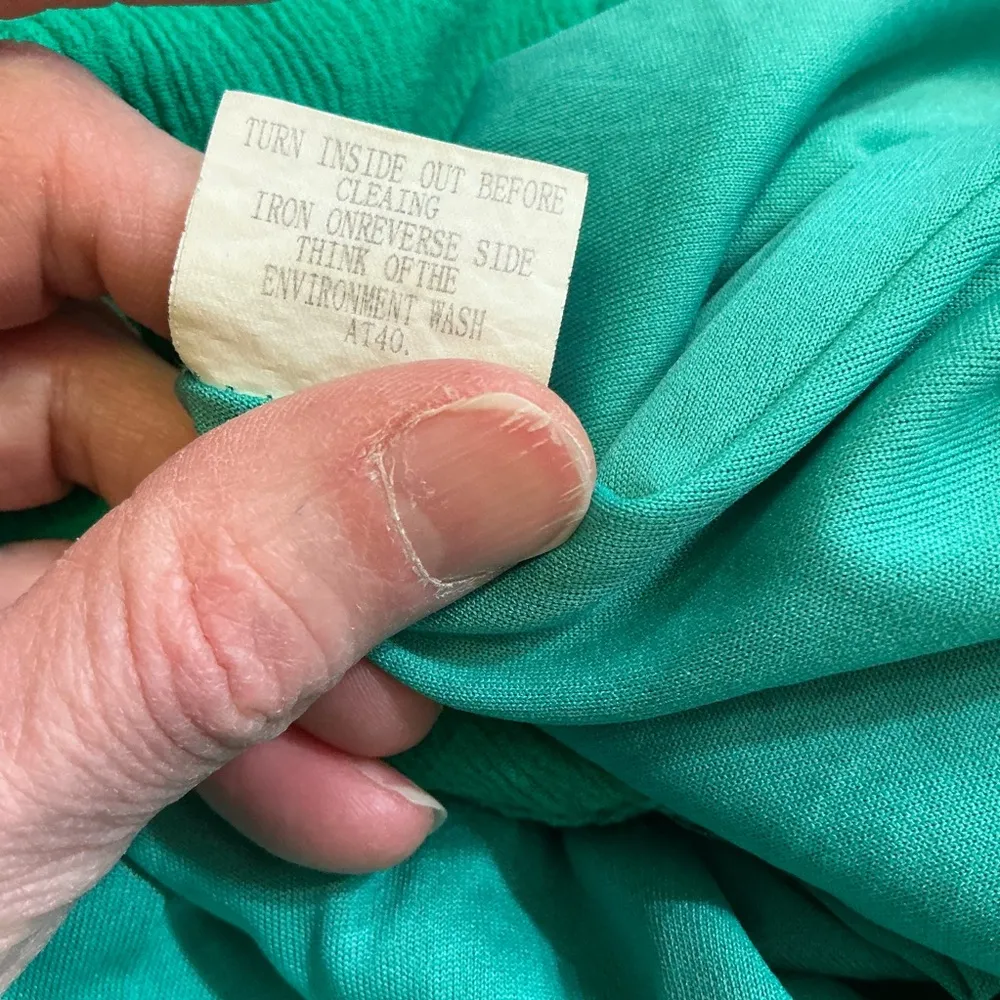 TURN INSIDE OUT BEFORE
CLEAING
IRON ONREVERSE SIDE
THINK OFTHE
ENVIRONMENT WASH
AT40.